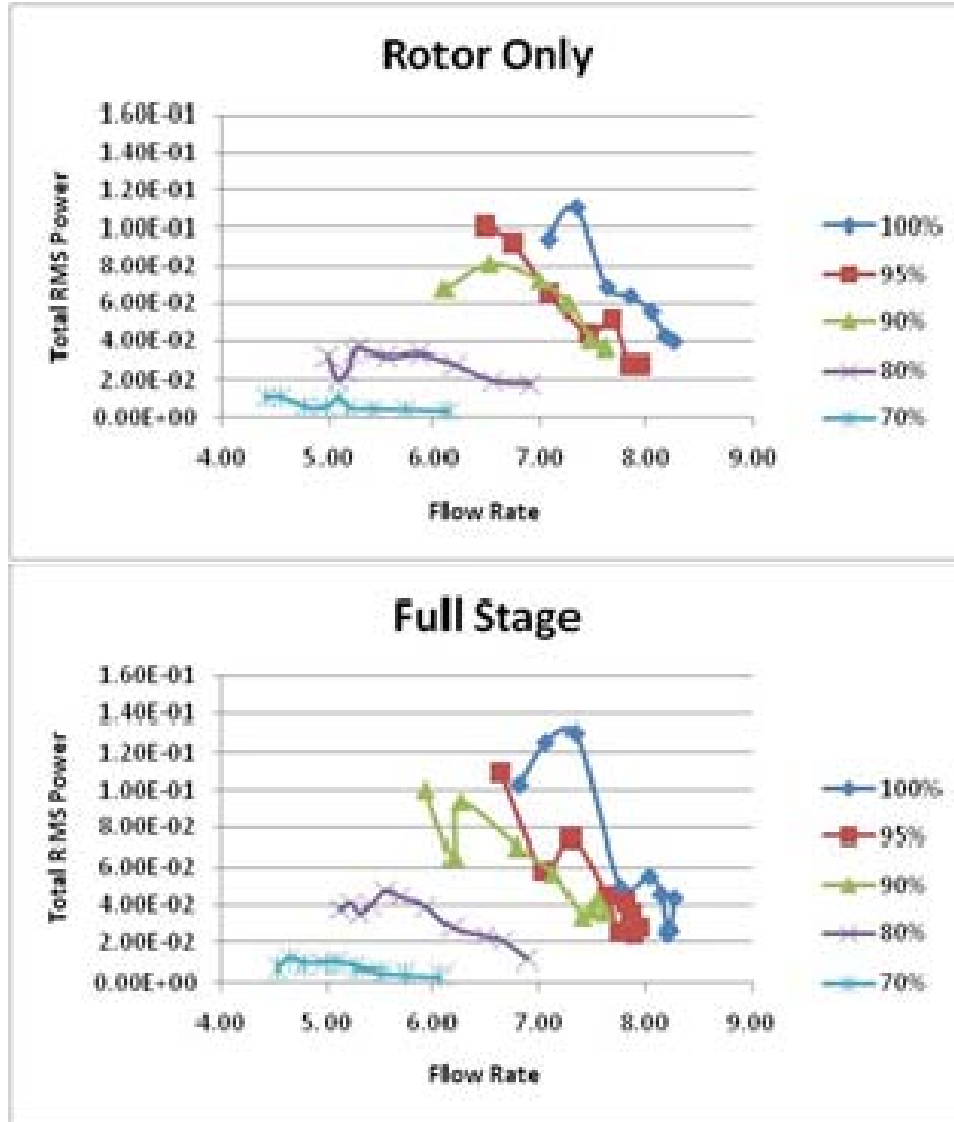 Rotor Only
1.60E-01
1.40E-01
1.20E-01
1.00E-01
8.00E-02
6.00E-02
4.00E-02
2.00E-02
0.00E+00
Total RMS Power
4.00 5.00 6.00 7.00 8.00 9.00
Flow Rate
100%
95%
90%
80%
70%
Full Stage
1.60E-01
1.40E-01
1.20E-01
1.00E-01
8.00E-02
6.00E-02
4.00E-02
2.00E-02
0.00E+00
Total RMS Power
4.00 5.00 6.00 7.00 8.00 9.00
Flow Rate
100%
95%
90%
80%
70%